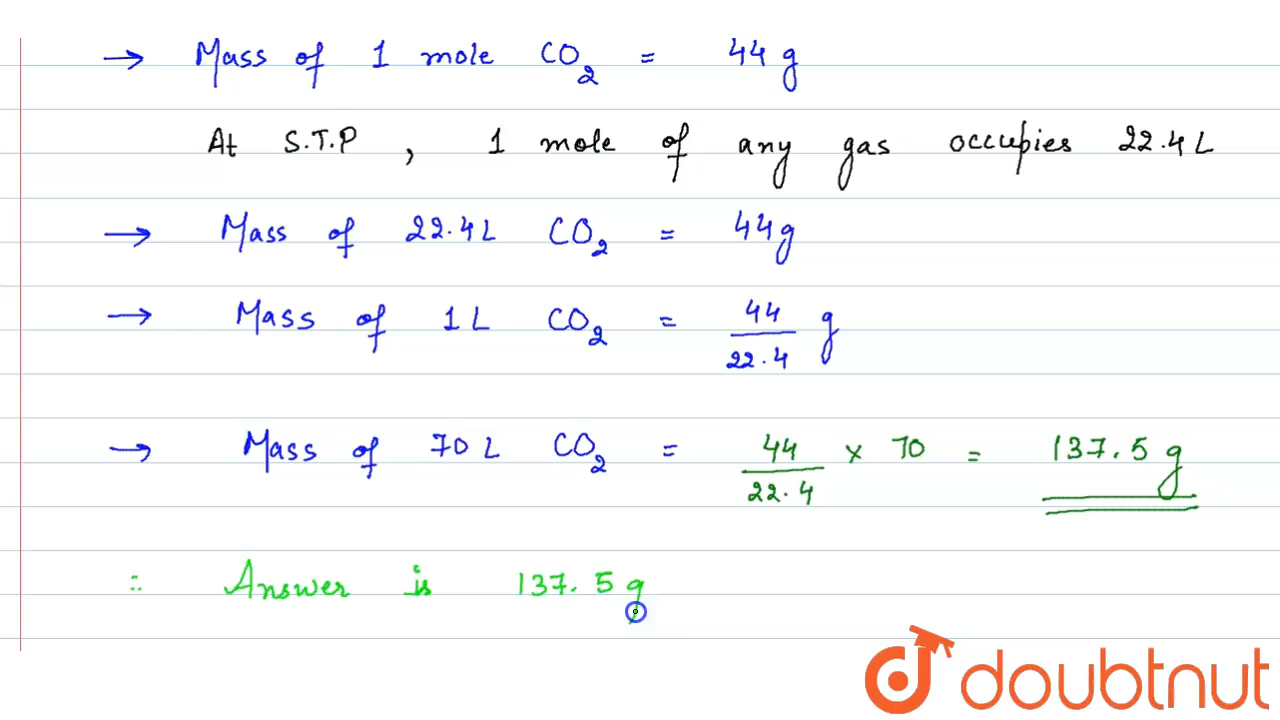 → Mass of 1 mole CO₂ = 44 g
At S.T.P , 1 mole of any gas occupies 22.4 L
→ Mass of 22.4 L CO₂ = 44g
→ Mass of 1 L CO₂ = 44/22.4 g
→ Mass of 70 L CO₂ = 44/22.4 × 70 = 137.5 g
∴ Answer is 137.5 g
doubtnut